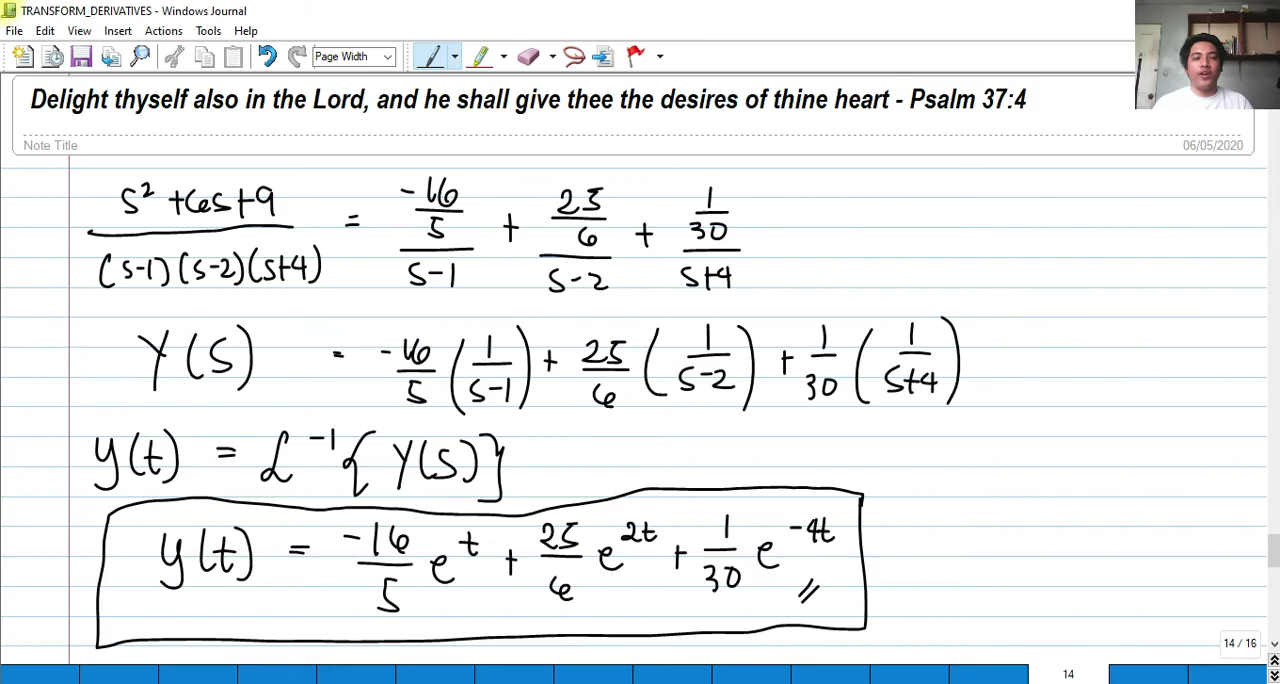 TRANSFORM_DERIVATIVES - Windows Journal
File Edit View Insert Actions Tools Help
Page Width
Delight thyself also in the Lord, and he shall give thee the desires of thine heart - Psalm 37:4
Note Title 06/05/2020
s² + 6s + 9 / (s-1)(s-2)(s+4) = -16/5 / s-1 + 25/6 / s-2 + 1/30 / s+4
Y(s) = -16/5 (1/s-1) + 25/6 (1/s-2) + 1/30 (1/s+4)
y(t) = ℒ⁻¹{Y(s)}
y(t) = -16/5 e^t + 25/6 e^2t + 1/30 e^-4t //
14 / 16
14